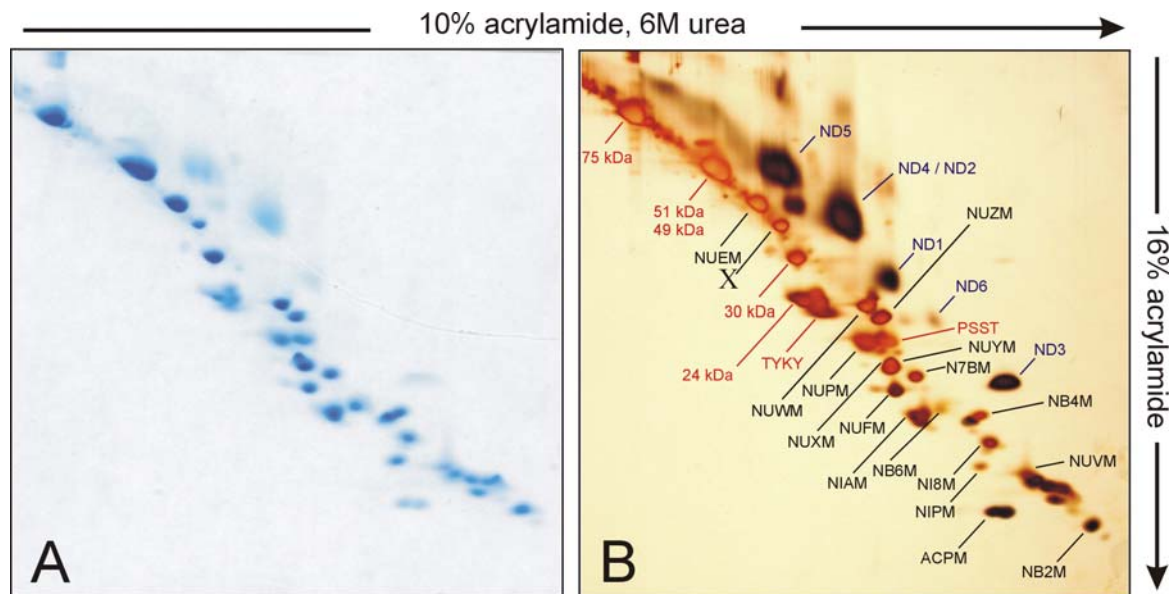 10% acrylamide, 6M urea
16% acrylamide
A
B
75 kDa
51 kDa
49 kDa
NUEM
X
30 kDa
24 kDa
TYKY
NUWM
NUPM
NUXM
NUFM
NIAM
NB6M
NI8M
NIPM
ACPM
ND5
ND4 / ND2
NUZM
ND1
ND6
PSST
NUYM
N7BM
ND3
NB4M
NUVM
NB2M